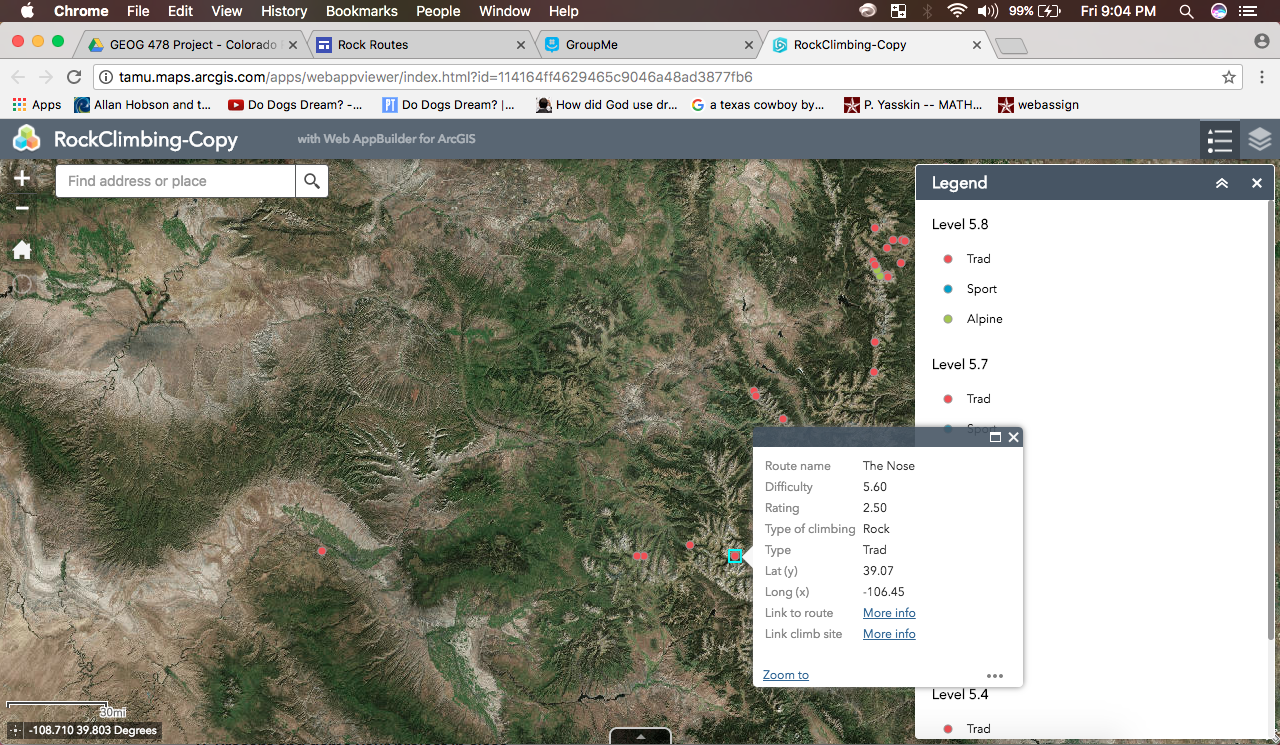 Chrome File Edit View History Bookmarks People Window Help 99% Fri 9:04 PM
GEOG 478 Project - Colorado Rock Routes GroupMe RockClimbing-Copy
tamu.maps.arcgis.com/apps/webappviewer/index.html?id=114164ff4629465c9046a48ad3877fb6
Apps Allan Hobson and t... Do Dogs Dream? -... PT Do Dogs Dream? |... How did God use dr... G a texas cowboy by... P. Yasskin -- MATH... webassign
RockClimbing-Copy with Web AppBuilder for ArcGIS
Find address or place
Legend
Level 5.8
Trad
Sport
Alpine
Level 5.7
Trad
Sport
Route name The Nose
Difficulty 5.60
Rating 2.50
Type of climbing Rock
Type Trad
Lat (y) 39.07
Long (x) -106.45
Link to route More info
Link climb site More info
Zoom to
Level 5.4
Trad
30mi
-108.710 39.803 Degrees